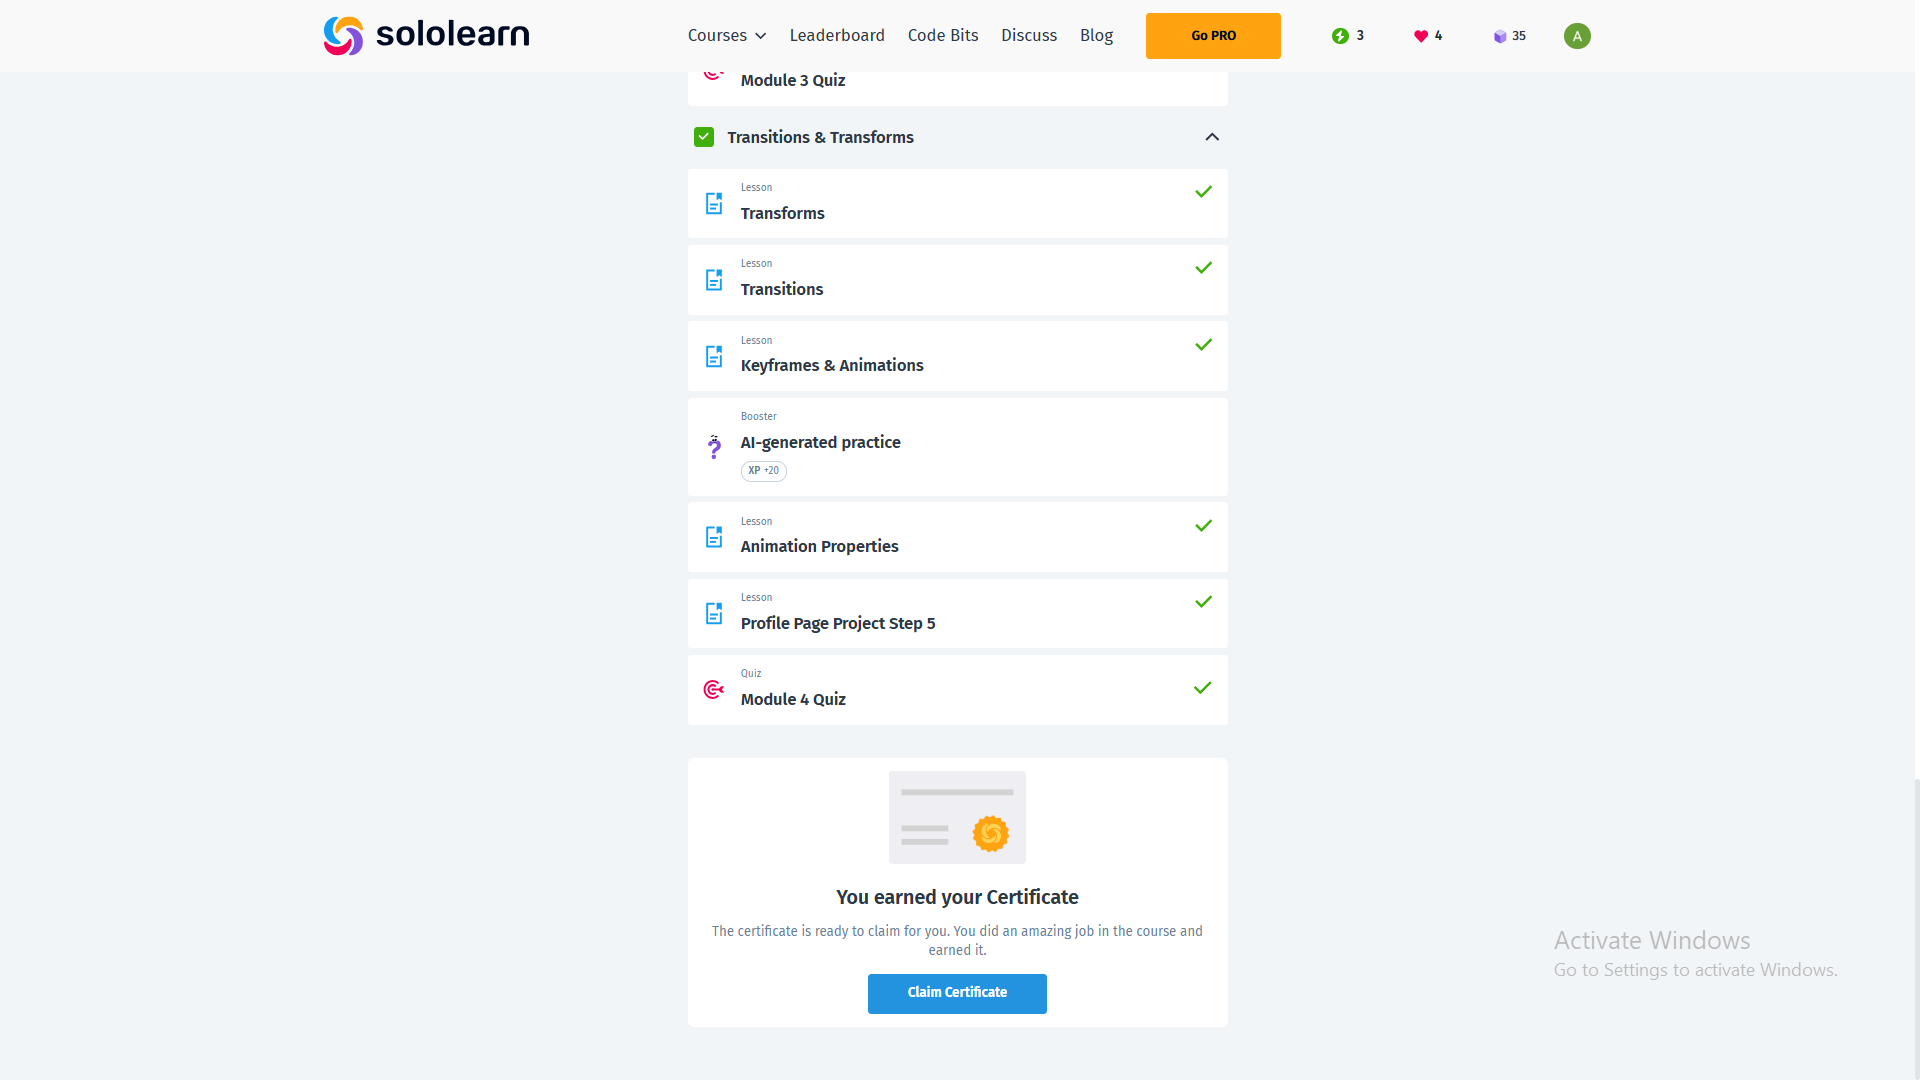 sololearn
Courses
Leaderboard
Code Bits
Discuss
Blog
Go PRO
3
4
35
A
Module 3 Quiz
Transitions & Transforms
Lesson
Transforms
Lesson
Transitions
Lesson
Keyframes & Animations
Booster
AI-generated practice
XP +20
Lesson
Animation Properties
Lesson
Profile Page Project Step 5
Quiz
Module 4 Quiz
You earned your Certificate
The certificate is ready to claim for you. You did an amazing job in the course and
earned it.
Claim Certificate
Activate Windows
Go to Settings to activate Windows.